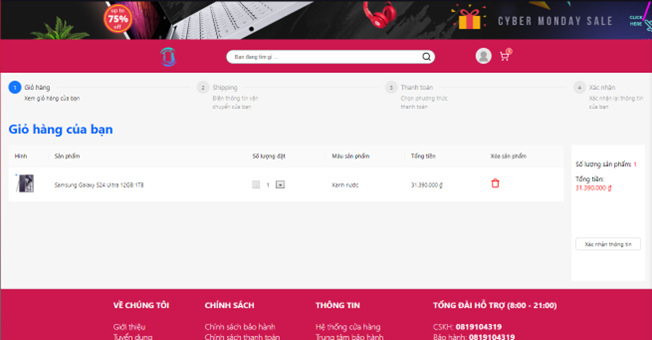 up to
75%
off
CYBER MONDAY SALE
CLICK
HERE
Bạn đang tìm gì ...
1 Giỏ hàng
Xem giỏ hàng của bạn
2 Shipping
Điền thông tin vận
chuyển của bạn
3 Thanh toán
Chọn phương thức
thanh toán
4 Xác nhận
Xác nhận lại thông tin
của bạn
Giỏ hàng của bạn
Hình Sản phẩm Số lượng đặt Màu sản phẩm Tổng tiền Xóa sản phẩm
Samsung Galaxy S24 Ultra 12GB 1TB 1 Xanh nước 31.390.000 ₫
Số lượng sản phẩm: 1
Tổng tiền:
31.390.000 ₫
Xác nhận thông tin
VỀ CHÚNG TÔI CHÍNH SÁCH THÔNG TIN TỔNG ĐÀI HỖ TRỢ (8:00 - 21:00)
Giới thiệu Chính sách bảo hành Hệ thống cửa hàng CSKH: 0819104319
Tuyển dụng Chính sách thanh toán Trung tâm bảo hành Bảo hành: 0819104319